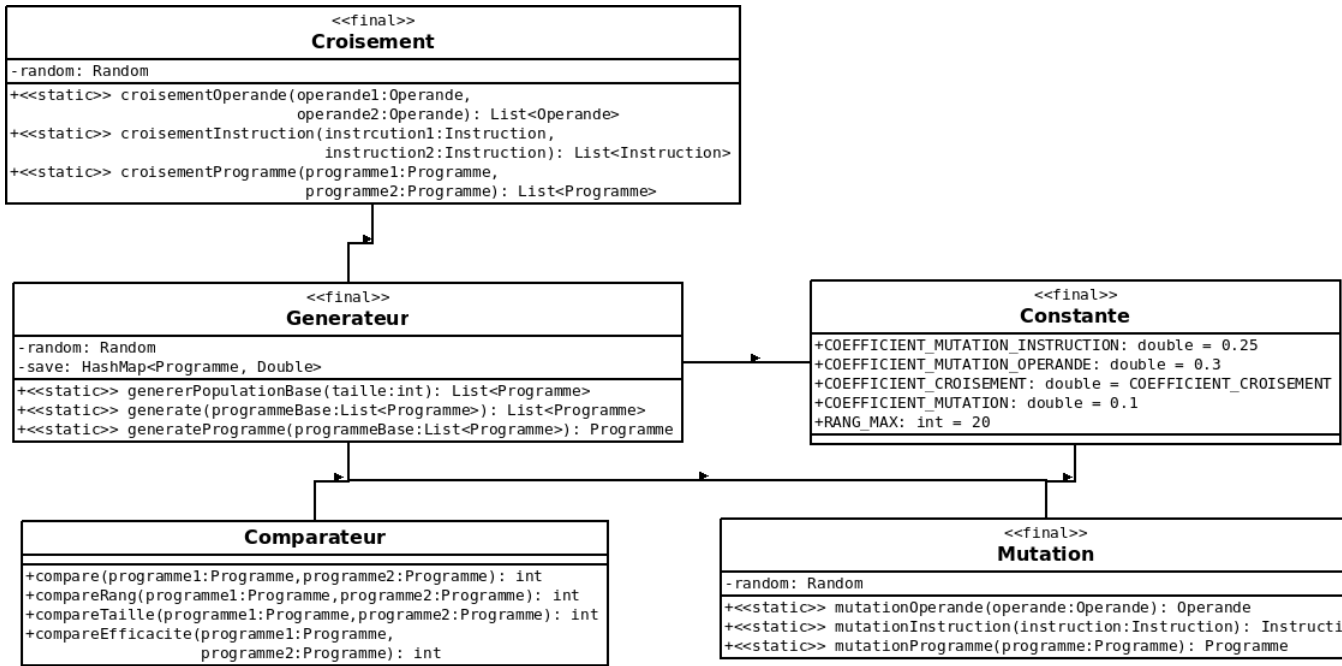 <<final>>
Croisement
-random: Random
+<<static>> croisementOperande(operande1:Operande,
operande2:Operande): List<Operande>
+<<static>> croisementInstruction(instrcution1:Instruction,
instruction2:Instruction): List<Instruction>
+<<static>> croisementProgramme(programme1:Programme,
programme2:Programme): List<Programme>
<<final>>
Generateur
-random: Random
-save: HashMap<Programme, Double>
+<<static>> genererPopulationBase(taille:int): List<Programme>
+<<static>> generate(programmeBase:List<Programme>): List<Programme>
+<<static>> generateProgramme(programmeBase:List<Programme>): Programme
<<final>>
Constante
+COEFFICIENT_MUTATION_INSTRUCTION: double = 0.25
+COEFFICIENT_MUTATION_OPERANDE: double = 0.3
+COEFFICIENT_CROISEMENT: double = COEFFICIENT_CROISEMENT
+COEFFICIENT_MUTATION: double = 0.1
+RANG_MAX: int = 20
Comparateur
+compare(programme1:Programme,programme2:Programme): int
+compareRang(programme1:Programme,programme2:Programme): int
+compareTaille(programme1:Programme,programme2:Programme): int
+compareEfficacite(programme1:Programme,
programme2:Programme): int
<<final>>
Mutation
-random: Random
+<<static>> mutationOperande(operande:Operande): Operande
+<<static>> mutationInstruction(instruction:Instruction): Instructi
+<<static>> mutationProgramme(programme:Programme): Programme